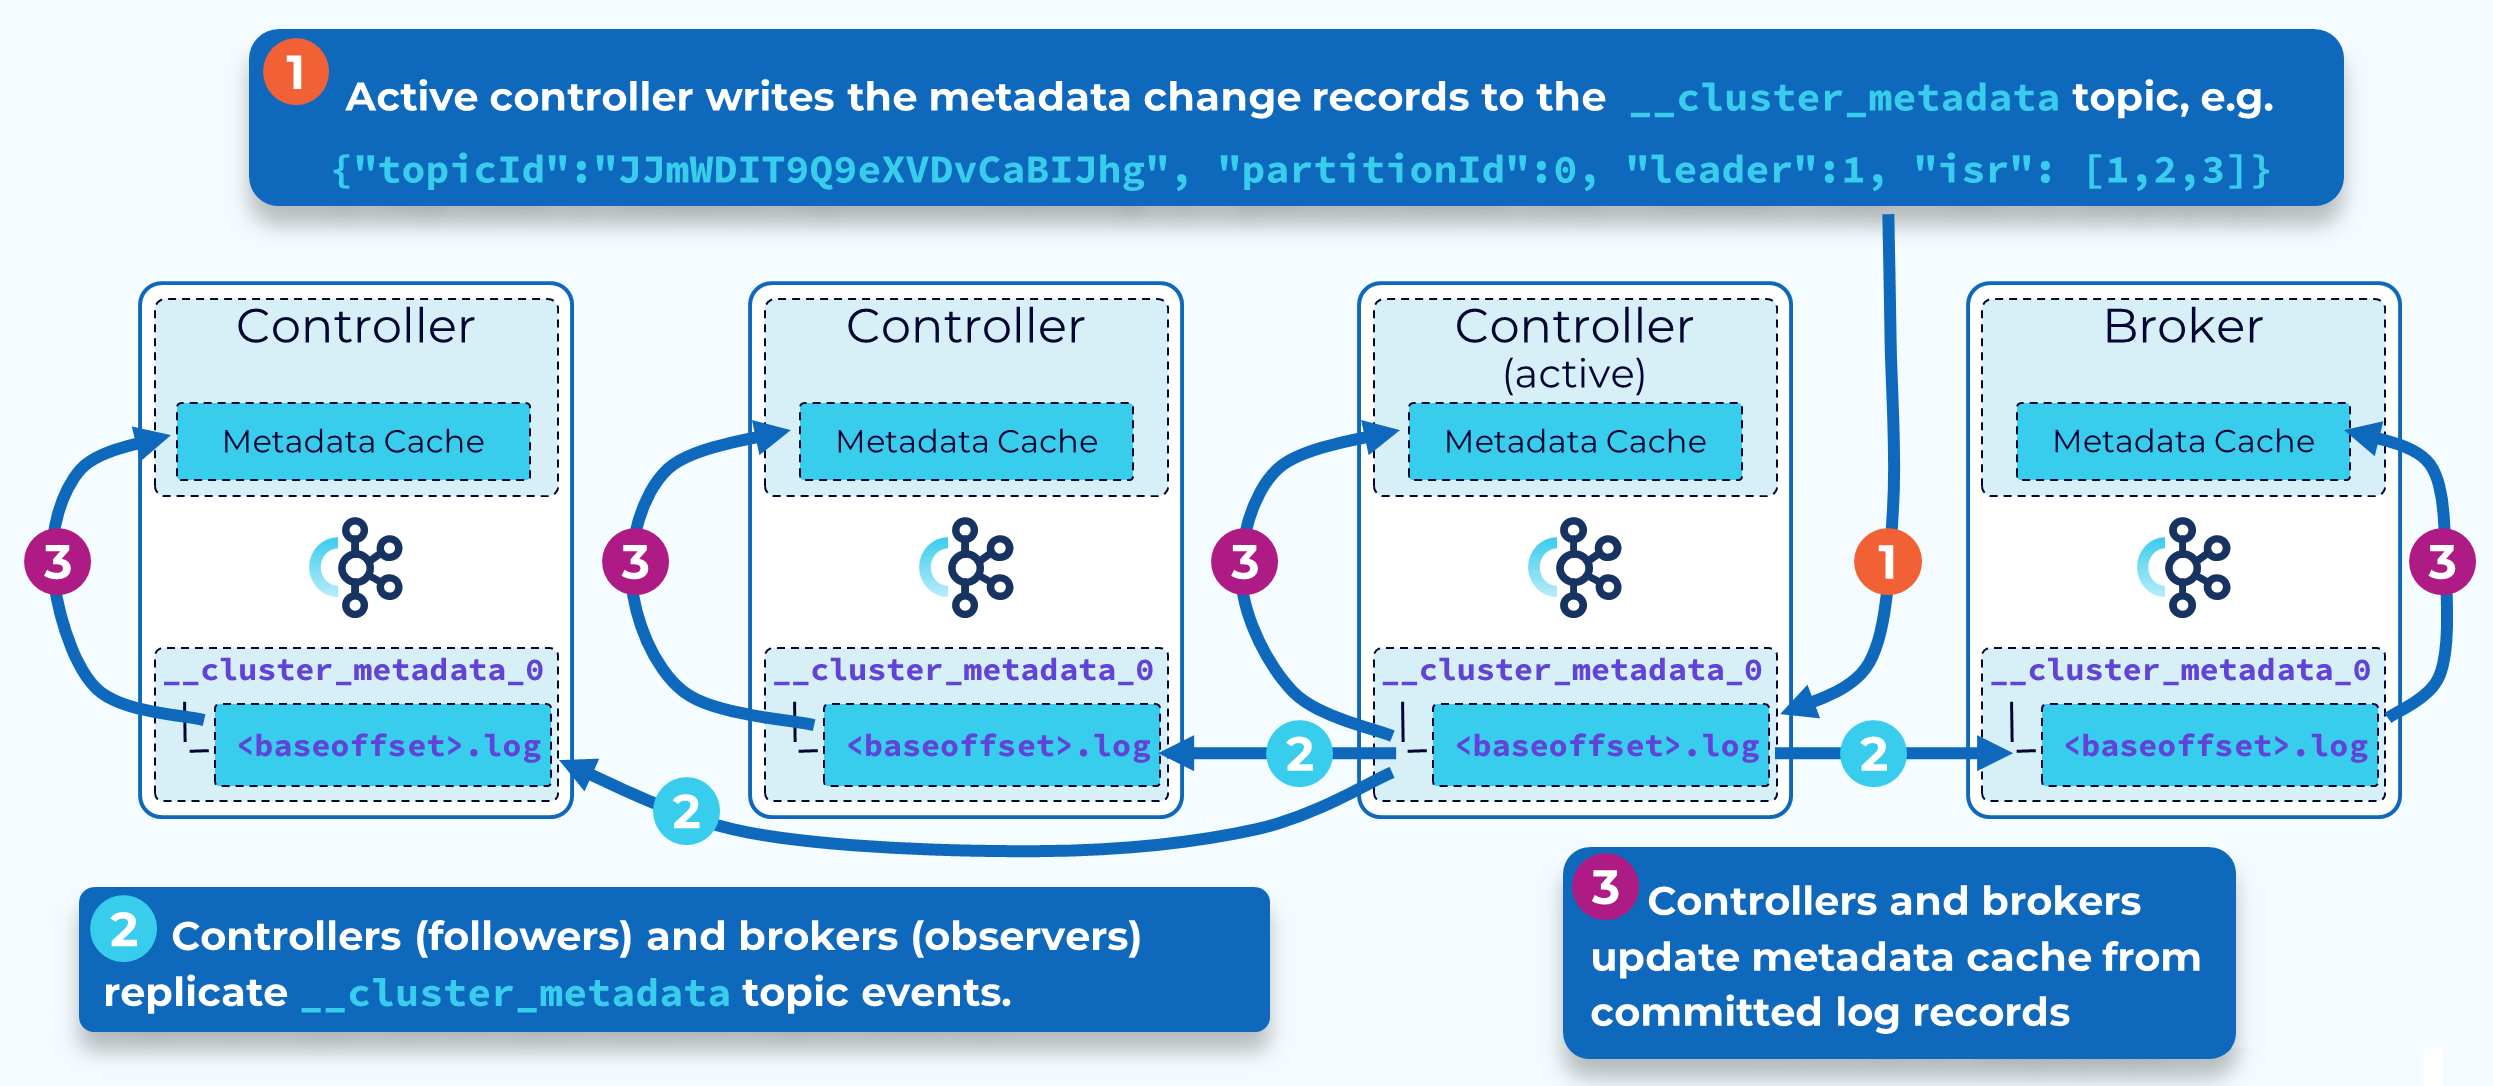 1
Active controller writes the metadata change records to the __cluster_metadata topic, e.g.
{"topicId":"JJmWDIT9Q9eXVDvCaBIJhg", "partitionId":0, "leader":1, "isr": [1,2,3]}
Controller
Metadata Cache
3
__cluster_metadata_0
<baseoffset>.log
Controller
Metadata Cache
3
__cluster_metadata_0
<baseoffset>.log
Controller
(active)
Metadata Cache
3
__cluster_metadata_0
<baseoffset>.log
Broker
Metadata Cache
1
3
__cluster_metadata_0
<baseoffset>.log
2
2
2
2
Controllers (followers) and brokers (observers)
replicate __cluster_metadata topic events.
3
Controllers and brokers
update metadata cache from
committed log records